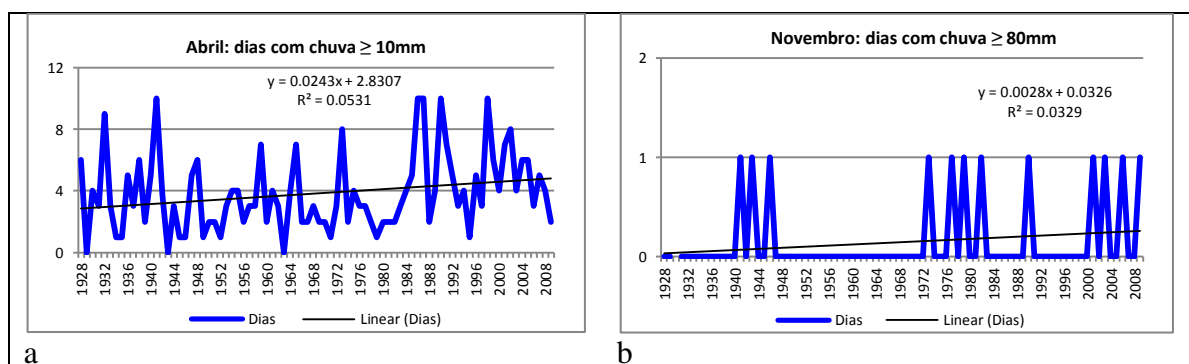 Abril: dias com chuva ≥ 10mm
y = 0.0243x + 2.8307
R² = 0.0531
12
8
4
0
1928 1932 1936 1940 1944 1948 1952 1956 1960 1964 1968 1972 1976 1980 1984 1988 1992 1996 2000 2004 2008
Dias Linear (Dias)
a
Novembro: dias com chuva ≥ 80mm
y = 0.0028x + 0.0326
R² = 0.0329
2
1
0
1928 1932 1936 1940 1944 1948 1952 1956 1960 1964 1968 1972 1976 1980 1984 1988 1992 1996 2000 2004 2008
Dias Linear (Dias)
b